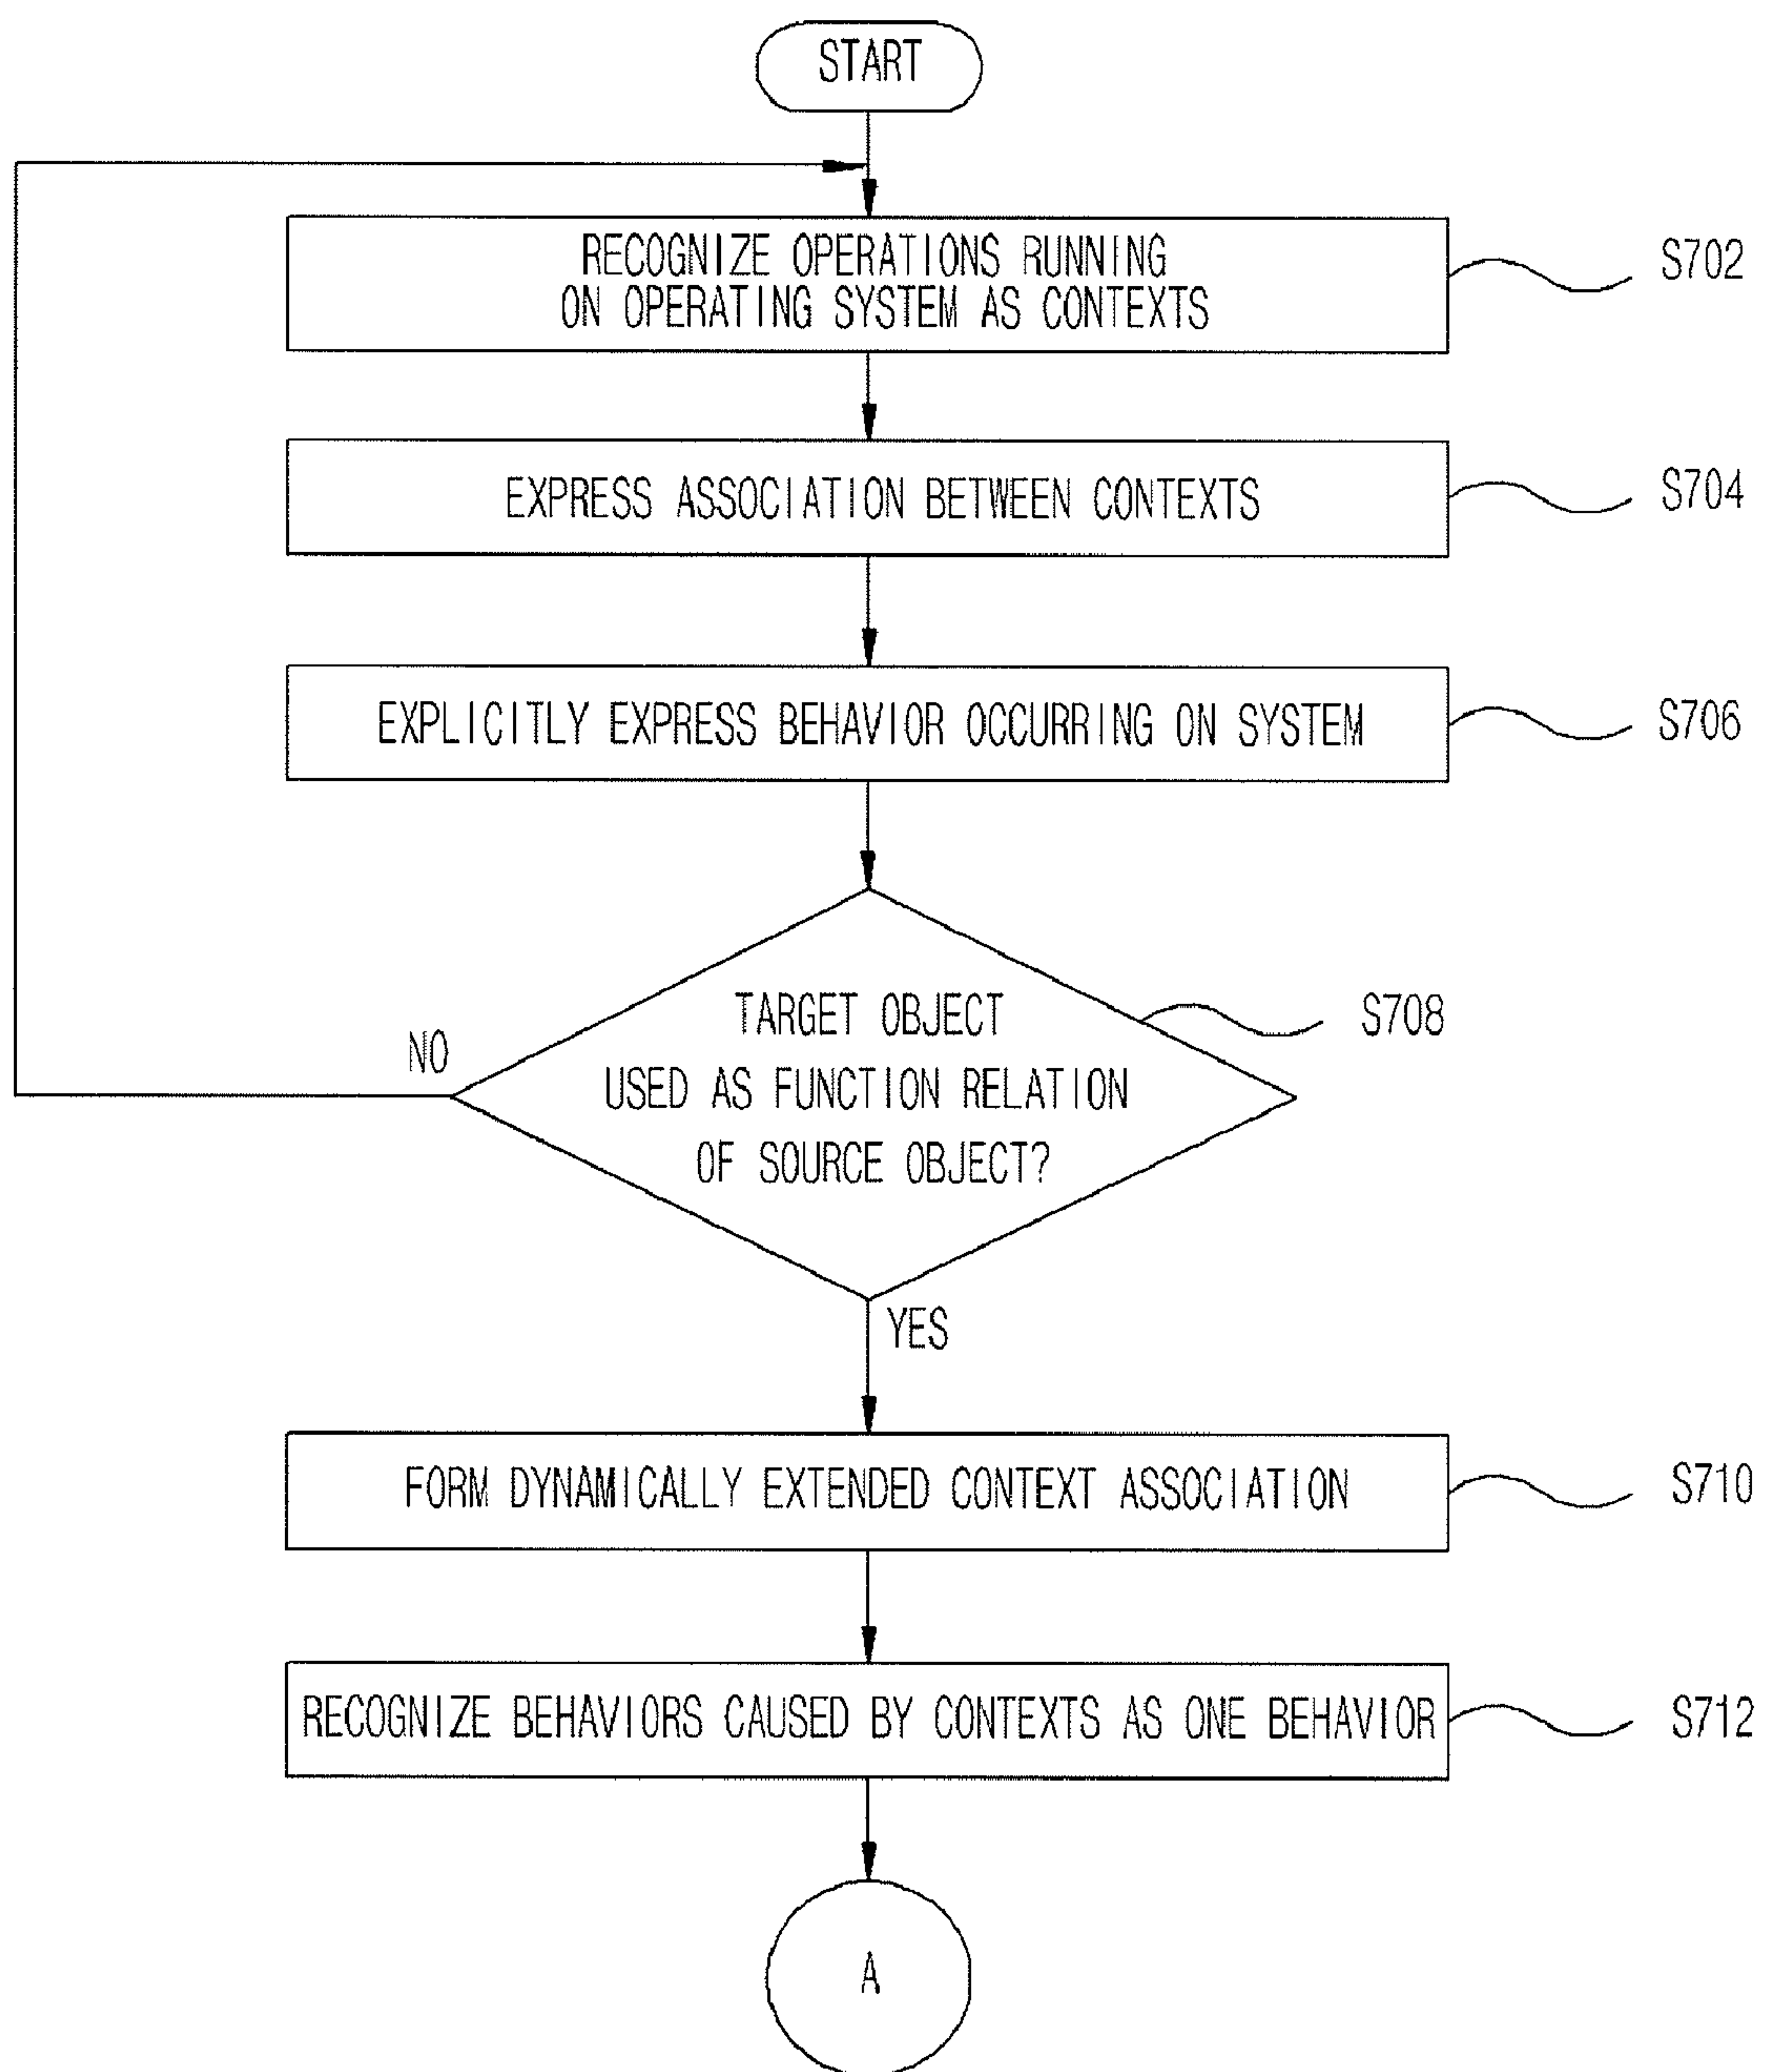 START
RECOGNIZE OPERATIONS RUNNING
ON OPERATING SYSTEM AS CONTEXTS
S702
EXPRESS ASSOCIATION BETWEEN CONTEXTS
S704
EXPLICITLY EXPRESS BEHAVIOR OCCURRING ON SYSTEM
S706
TARGET OBJECT
USED AS FUNCTION RELATION
OF SOURCE OBJECT?
S708
NO
YES
FORM DYNAMICALLY EXTENDED CONTEXT ASSOCIATION
S710
RECOGNIZE BEHAVIORS CAUSED BY CONTEXTS AS ONE BEHAVIOR
S712
A